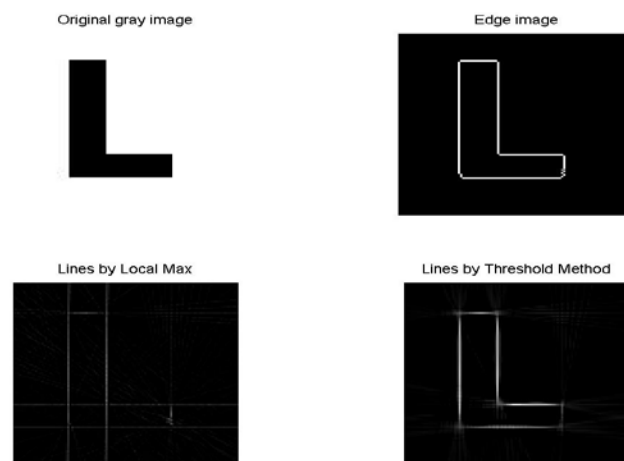 Original gray image
Edge image
Lines by Local Max
Lines by Threshold Method